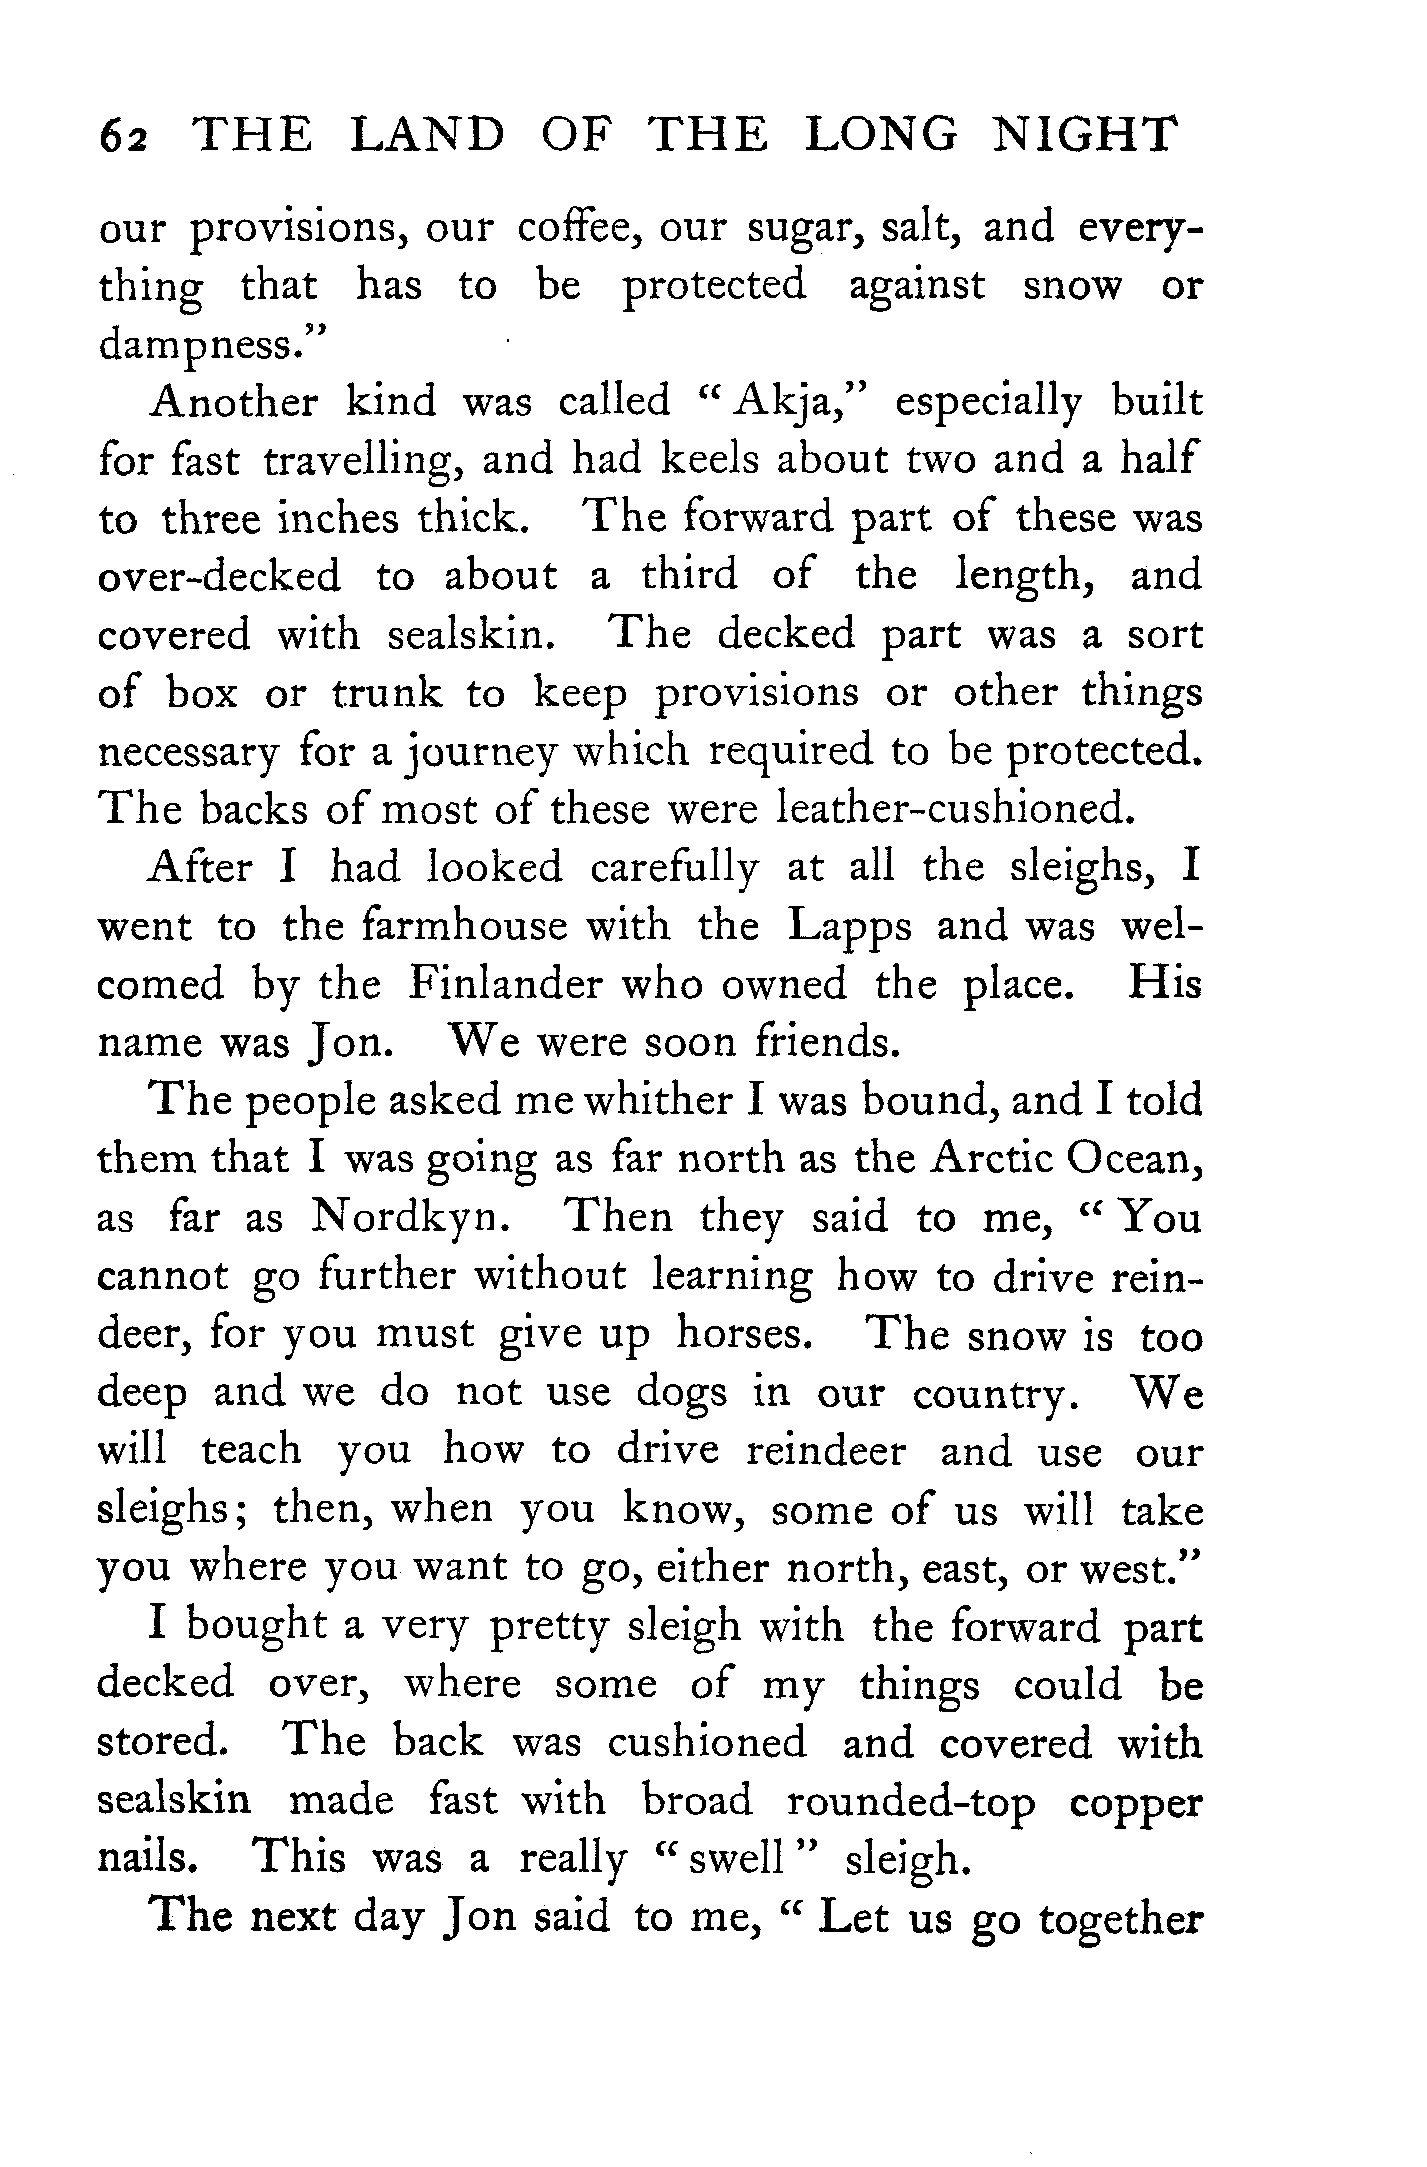 62 THE LAND OF THE LONG NIGHT
our provisions, our coffee, our sugar, salt, and every-
thing that has to be protected against snow or
dampness.”
Another kind was called “ Akja,” especially built
for fast travelling, and had keels about two and a half
to three inches thick. The forward part of these was
over-decked to about a third of the length, and
covered with sealskin. The decked part was a sort
of box or trunk to keep provisions or other things
necessary for a journey which required to be protected.
The backs of most of these were leather-cushioned.
After I had looked carefully at all the sleighs, I
went to the farmhouse with the Lapps and was wel-
comed by the Finlander who owned the place. His
name was Jon. We were soon friends.
The people asked me whither I was bound, and I told
them that I was going as far north as the Arctic Ocean,
as far as Nordkyn. Then they said to me, “ You
cannot go further without learning how to drive rein-
deer, for you must give up horses. The snow is too
deep and we do not use dogs in our country. We
will teach you how to drive reindeer and use our
sleighs; then, when you know, some of us will take
you where you want to go, either north, east, or west.”
I bought a very pretty sleigh with the forward part
decked over, where some of my things could be
stored. The back was cushioned and covered with
sealskin made fast with broad rounded-top copper
nails. This was a really “ swell ” sleigh.
The next day Jon said to me, “ Let us go together